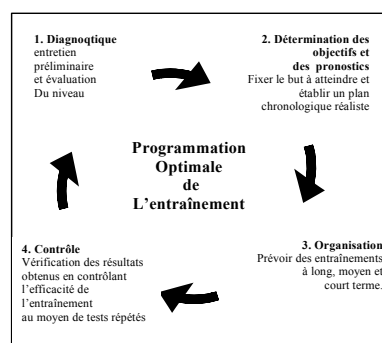 1. Diagnoqtique
entretien
préliminaire
et évaluation
Du niveau
2. Détermination des
objectifs et
des pronostics
Fixer le but à atteindre et
établir un plan
chronologique réaliste
Programmation
Optimale
de
L'entraînement
3. Organisation
Prévoir des entraînements
à long, moyen et
court terme.
4. Contrôle
Vérification des résultats
obtenus en contrôlant
l'efficacité de
l'entraînement
au moyen de tests répétés